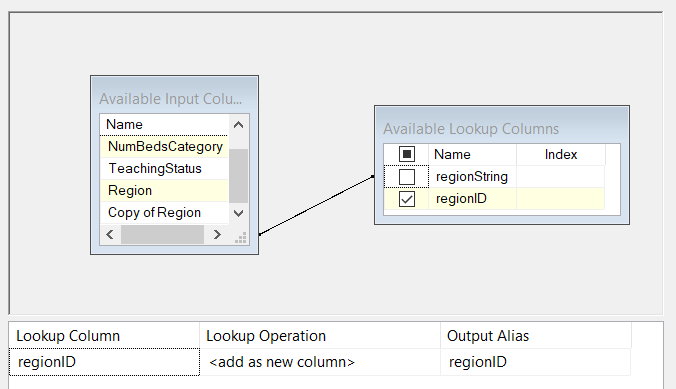 Available Input Colu...
Name
NumBedsCategory
TeachingStatus
Region
Copy of Region
Available Lookup Columns
Name Index
regionString
regionID
Lookup Column Lookup Operation Output Alias
regionID <add as new column> regionID